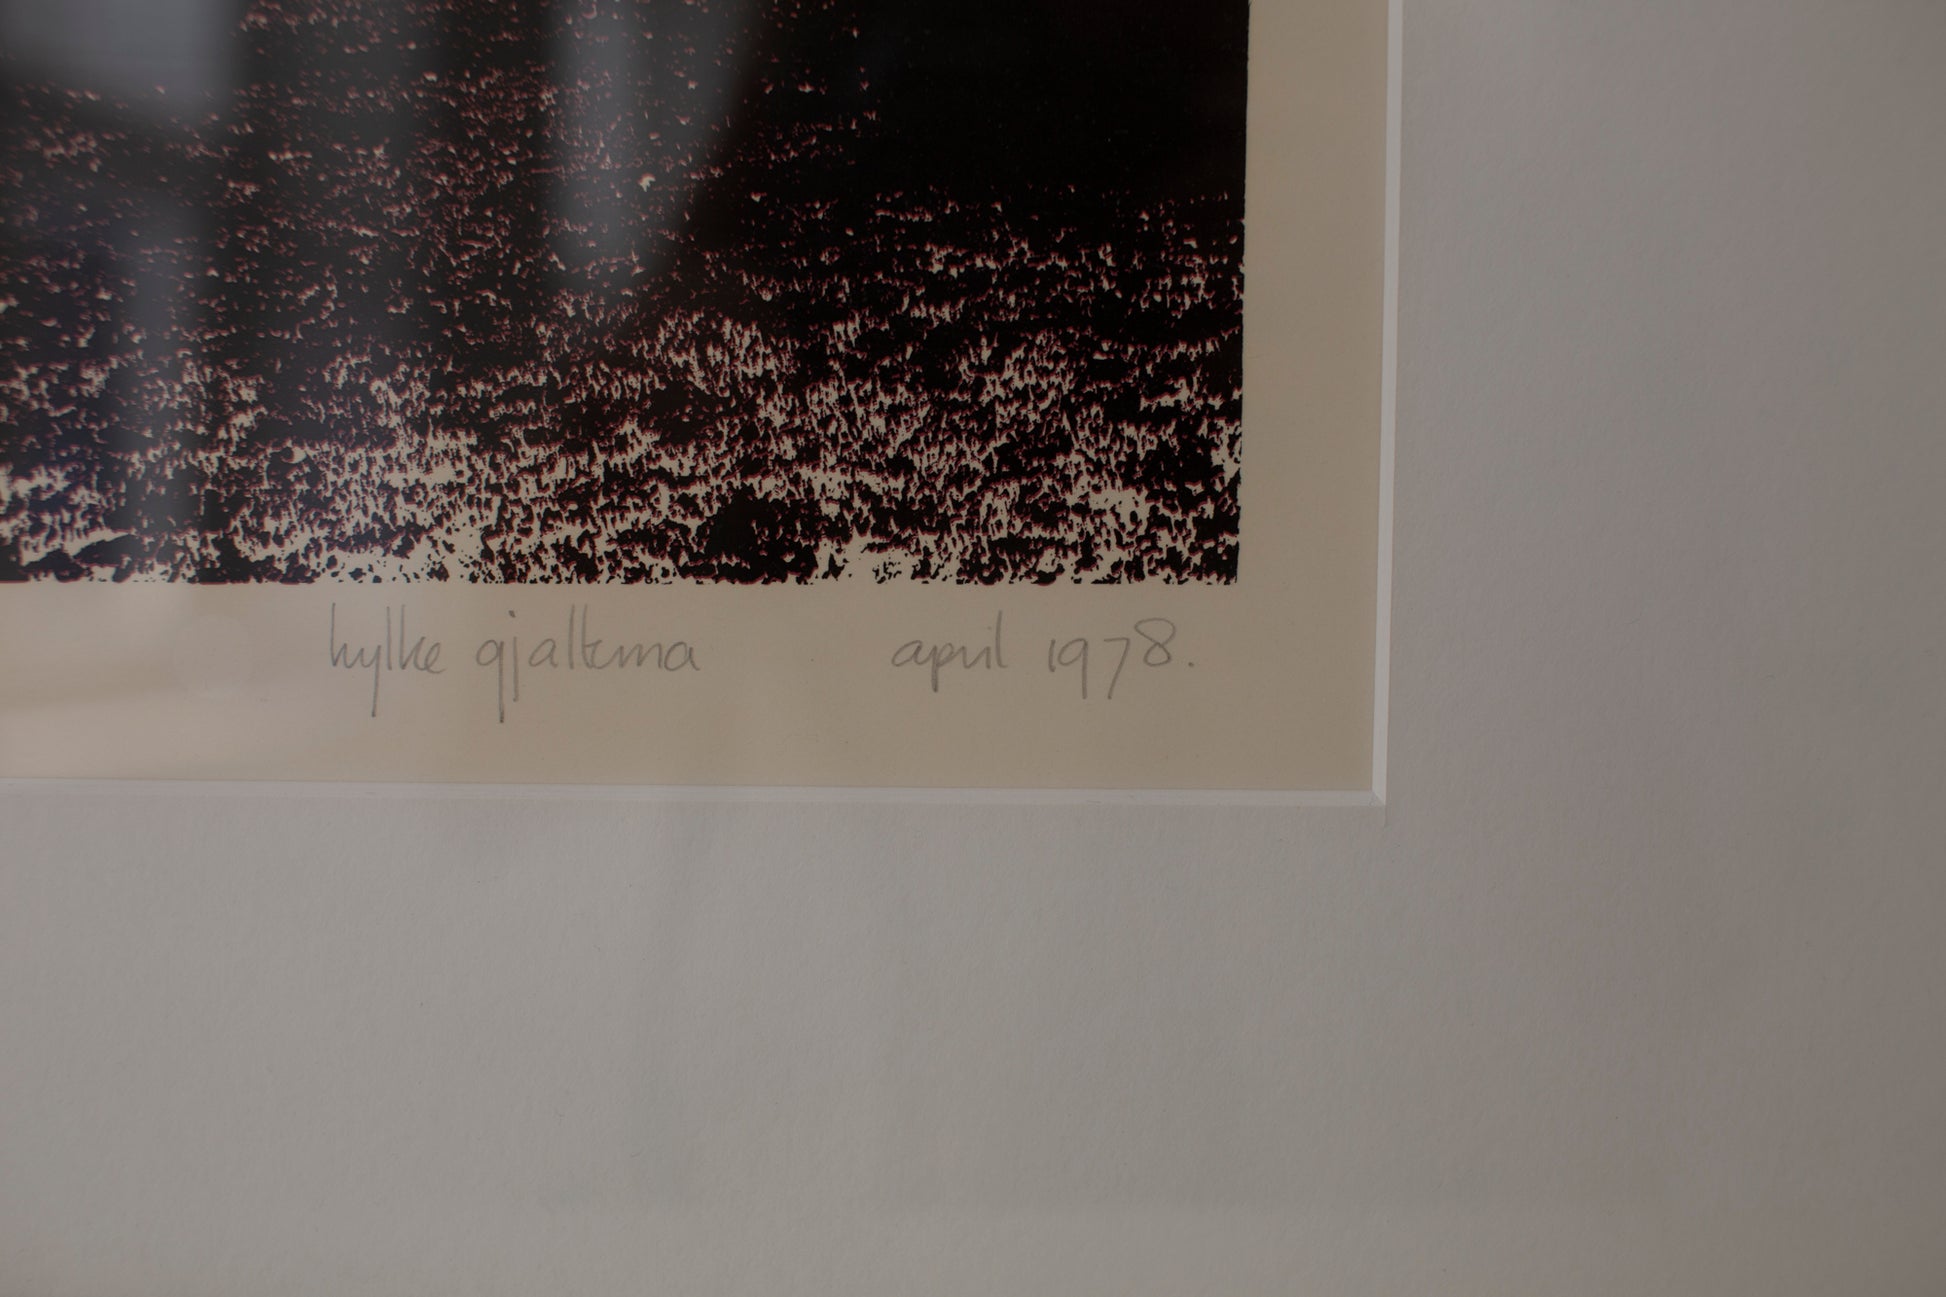 hylke gjaltema april 1978.